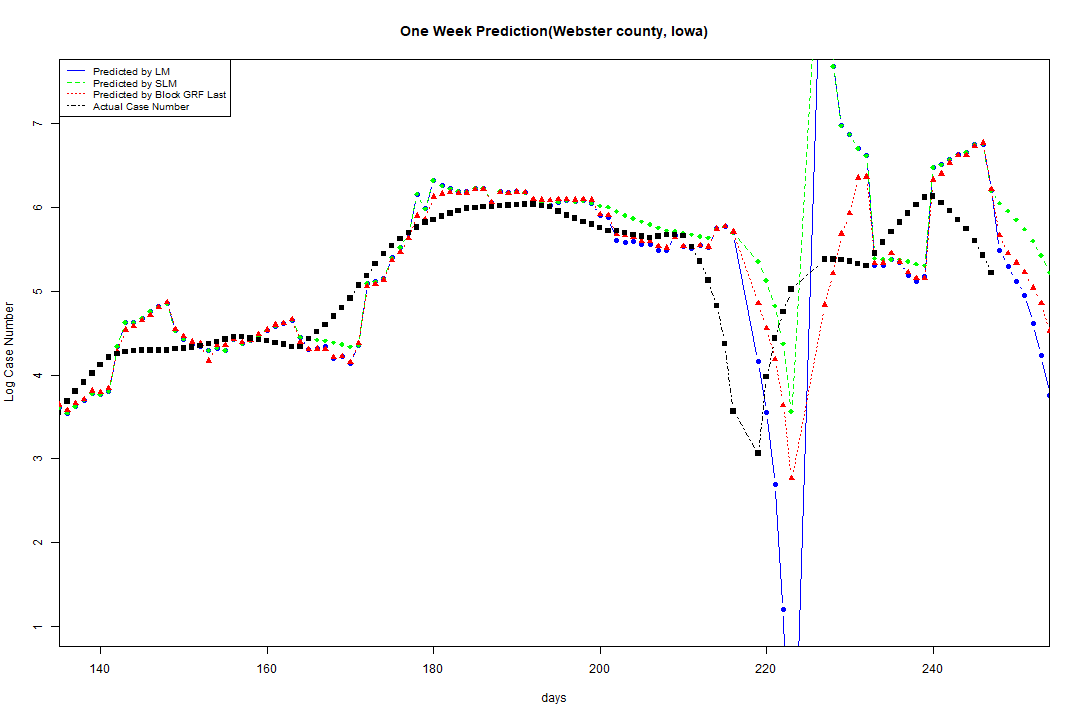 One Week Prediction(Webster county, Iowa)
Predicted by LM
Predicted by SLM
Predicted by Block GRF Last
Actual Case Number
Log Case Number
7
6
5
4
3
2
1
140 160 180 200 220 240
days